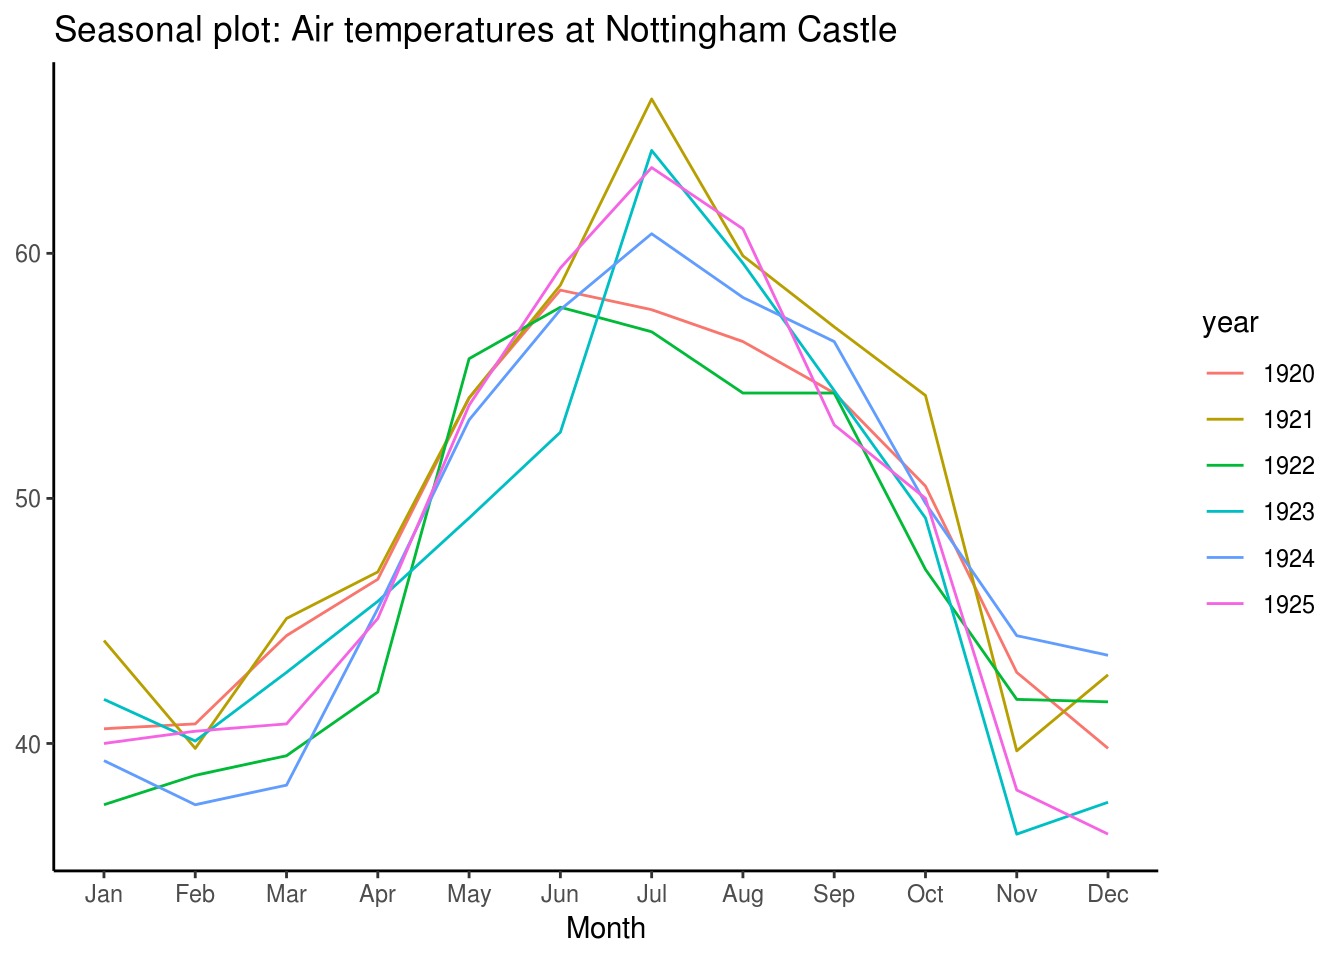 Seasonal plot: Air temperatures at Nottingham Castle
60
50
40
Jan Feb Mar Apr May Jun Jul Aug Sep Oct Nov Dec
Month
year
1920
1921
1922
1923
1924
1925